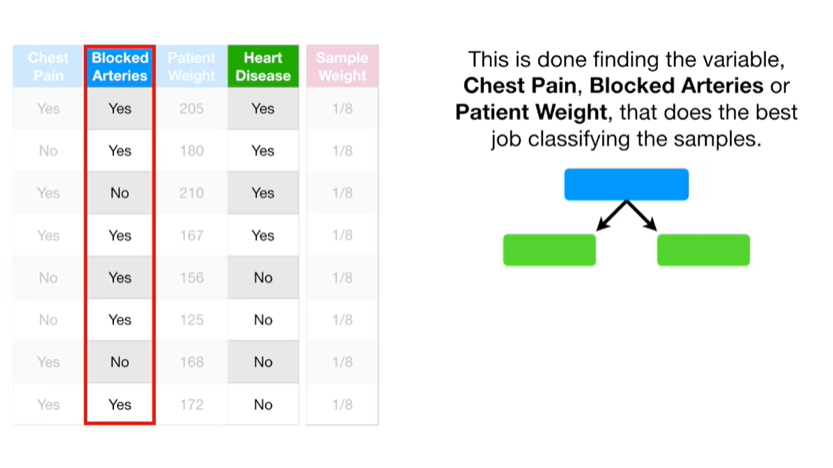 Chest Pain Blocked Arteries Patient Weight Heart Disease Sample Weight
Yes Yes 205 Yes 1/8
No Yes 180 Yes 1/8
Yes No 210 Yes 1/8
Yes Yes 167 Yes 1/8
No Yes 156 No 1/8
No Yes 125 No 1/8
Yes No 168 No 1/8
Yes Yes 172 No 1/8
This is done finding the variable,
Chest Pain, Blocked Arteries or
Patient Weight, that does the best
job classifying the samples.